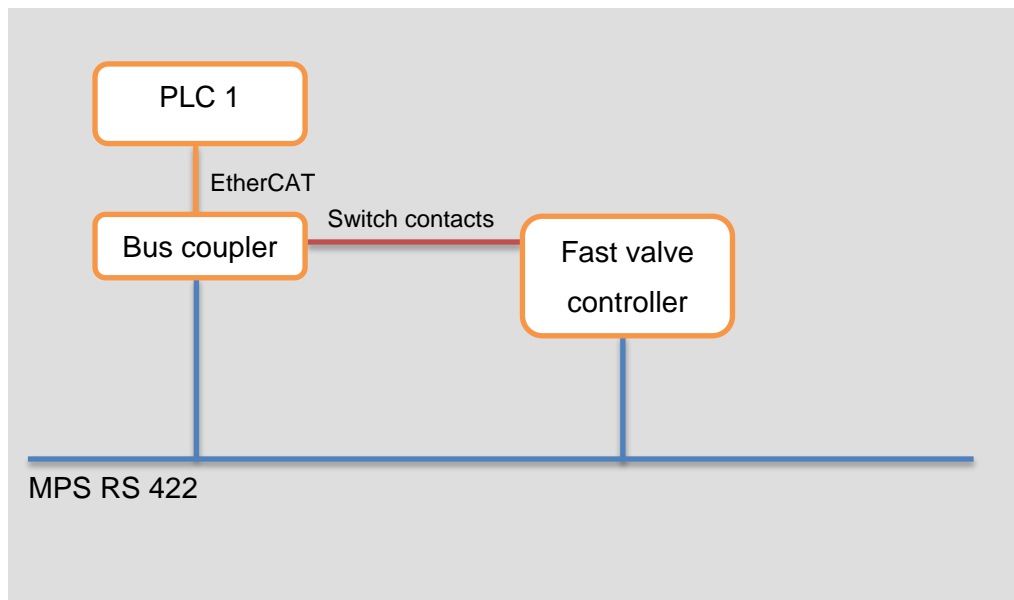 PLC 1
EtherCAT
Switch contacts
Bus coupler
Fast valve
controller
MPS RS 422